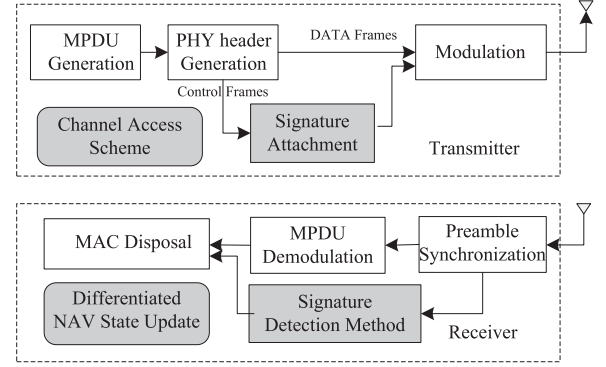 MPDU
Generation
PHY header
Generation
DATA Frames
Modulation
Control Frames
Channel Access
Scheme
Signature
Attachment
Transmitter
MAC Disposal
MPDU
Demodulation
Preamble
Synchronization
Differentiated
NAV State Update
Signature
Detection Method
Receiver